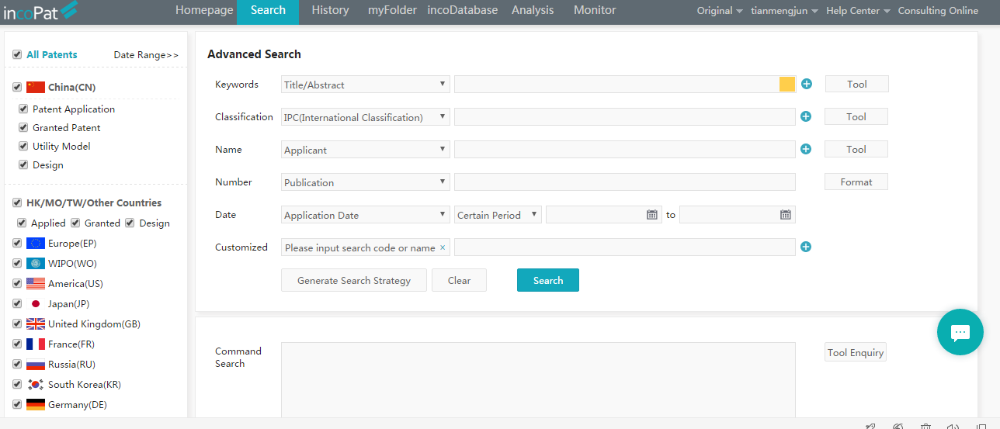 incoPat Homepage Search History myFolder incoDatabase Analysis Monitor Original tianmengjun Help Center Consulting Online
All Patents Date Range>>
China(CN)
Patent Application
Granted Patent
Utility Model
Design
HK/MO/TW/Other Countries
Applied Granted Design
Europe(EP)
WIPO(WO)
America(US)
Japan(JP)
United Kingdom(GB)
France(FR)
Russia(RU)
South Korea(KR)
Germany(DE)
Advanced Search
Keywords Title/Abstract Tool
Classification IPC(International Classification) Tool
Name Applicant Tool
Number Publication Format
Date Application Date Certain Period to
Customized Please input search code or name ×
Generate Search Strategy Clear Search
Command
Search
Tool Enquiry